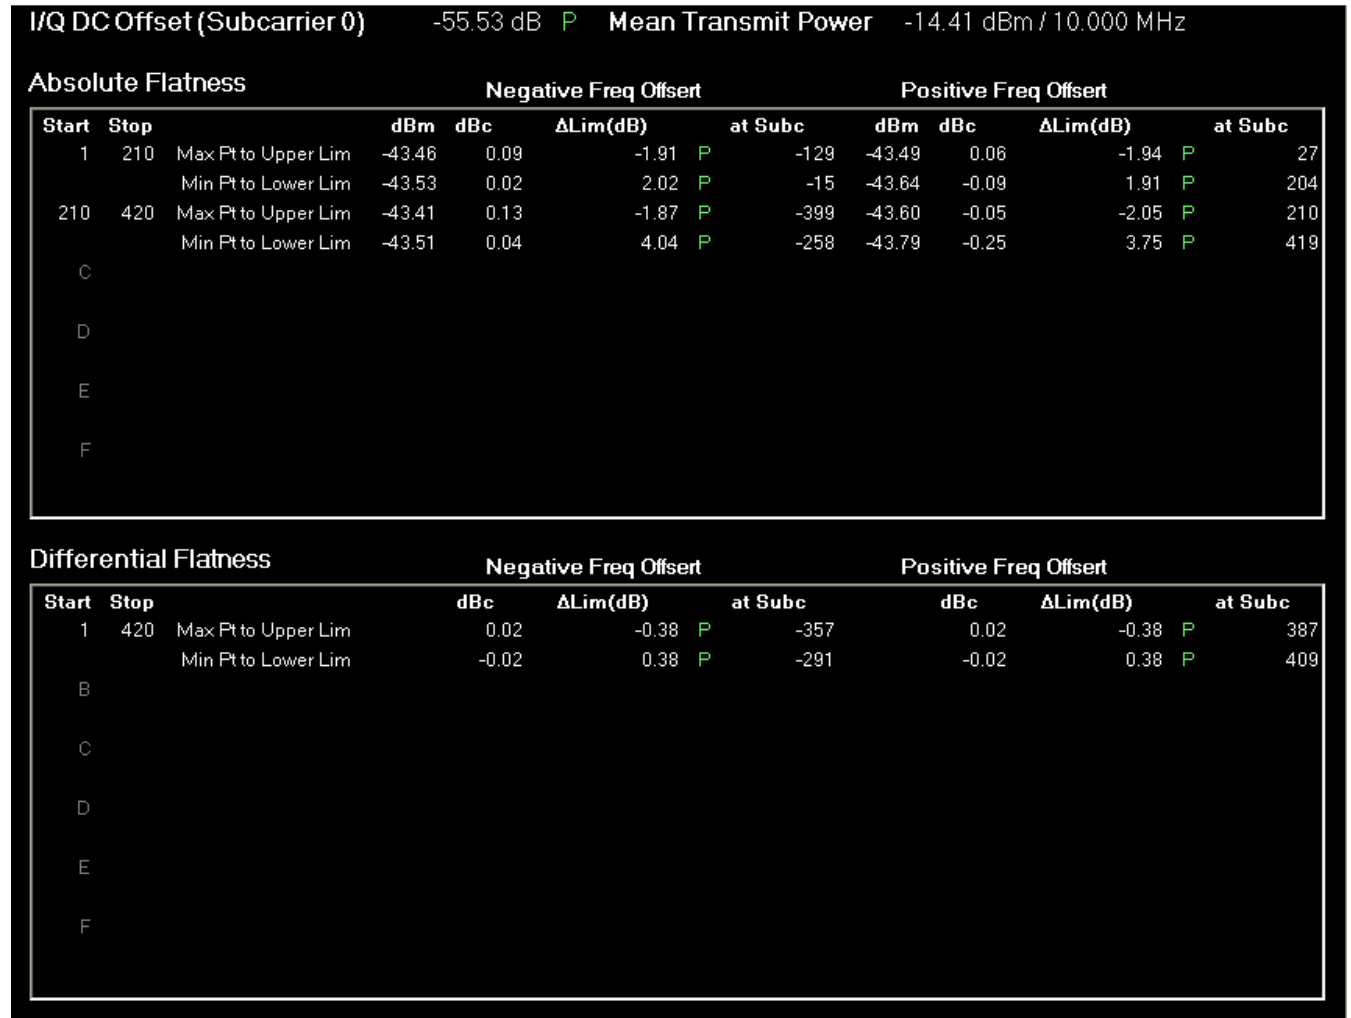 I/Q DC Offset (Subcarrier 0) -55.53 dB P Mean Transmit Power -14.41 dBm / 10.000 MHz
Absolute Flatness Negative Freq Offsert Positive Freq Offsert
Start Stop dBm dBc ΔLim(dB) at Subc dBm dBc ΔLim(dB) at Subc
1 210 Max Pt to Upper Lim -43.46 0.09 -1.91 P -129 -43.49 0.06 -1.94 P 27
Min Pt to Lower Lim -43.53 0.02 2.02 P -15 -43.64 -0.09 1.91 P 204
210 420 Max Pt to Upper Lim -43.41 0.13 -1.87 P -399 -43.60 -0.05 -2.05 P 210
Min Pt to Lower Lim -43.51 0.04 4.04 P -258 -43.79 -0.25 3.75 P 419
C
D
E
F
Differential Flatness Negative Freq Offsert Positive Freq Offsert
Start Stop dBc ΔLim(dB) at Subc dBc ΔLim(dB) at Subc
1 420 Max Pt to Upper Lim 0.02 -0.38 P -357 0.02 -0.38 P 387
Min Pt to Lower Lim -0.02 0.38 P -291 -0.02 0.38 P 409
B
C
D
E
F